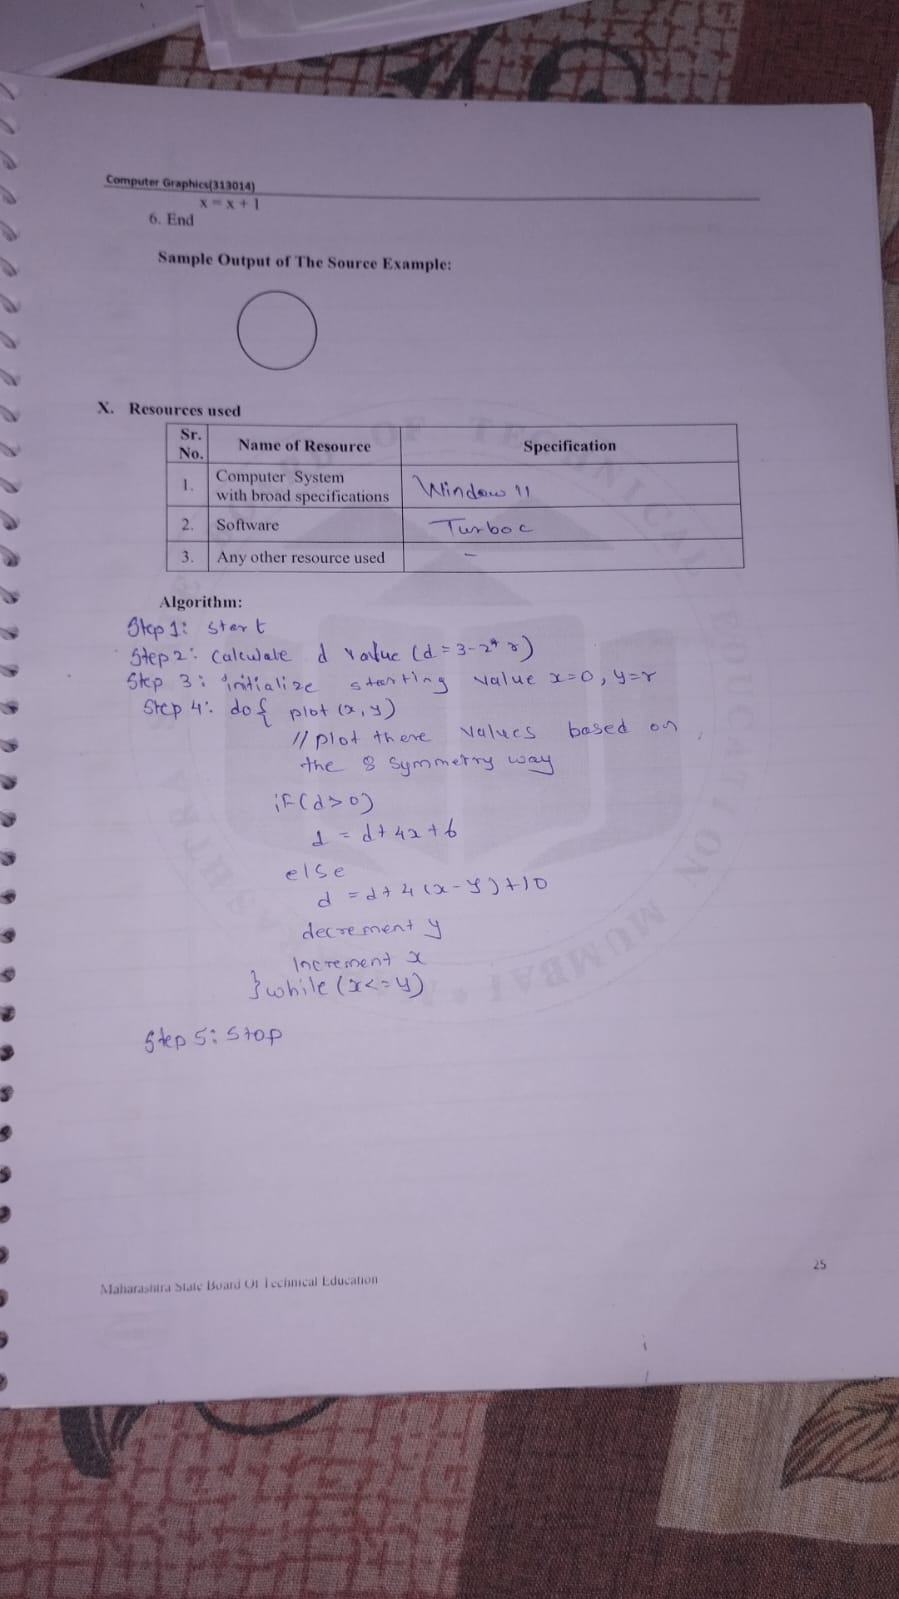 Computer Graphics(313014)
x = x + 1
6. End
Sample Output of The Source Example:
X. Resources used
Sr. No. Name of Resource Specification
1. Computer System with broad specifications Window 11
2. Software Turbo c
3. Any other resource used -
Algorithm:
Step 1: start
Step 2: Calculate d value (d = 3-2*r)
Step 3: initialize starting value x=0, y=r
Step 4: do{ plot (x, y)
// plot there values based on
the 8 symmetry way
if(d>0)
d = d+4x+6
else
d = d+4(x-y)+10
decrement y
Increment x
}while (x<=y)
Step 5: Stop
25
Maharashtra State Board Of Technical Education
OF TECHNICAL EDUCATION MUMBAI